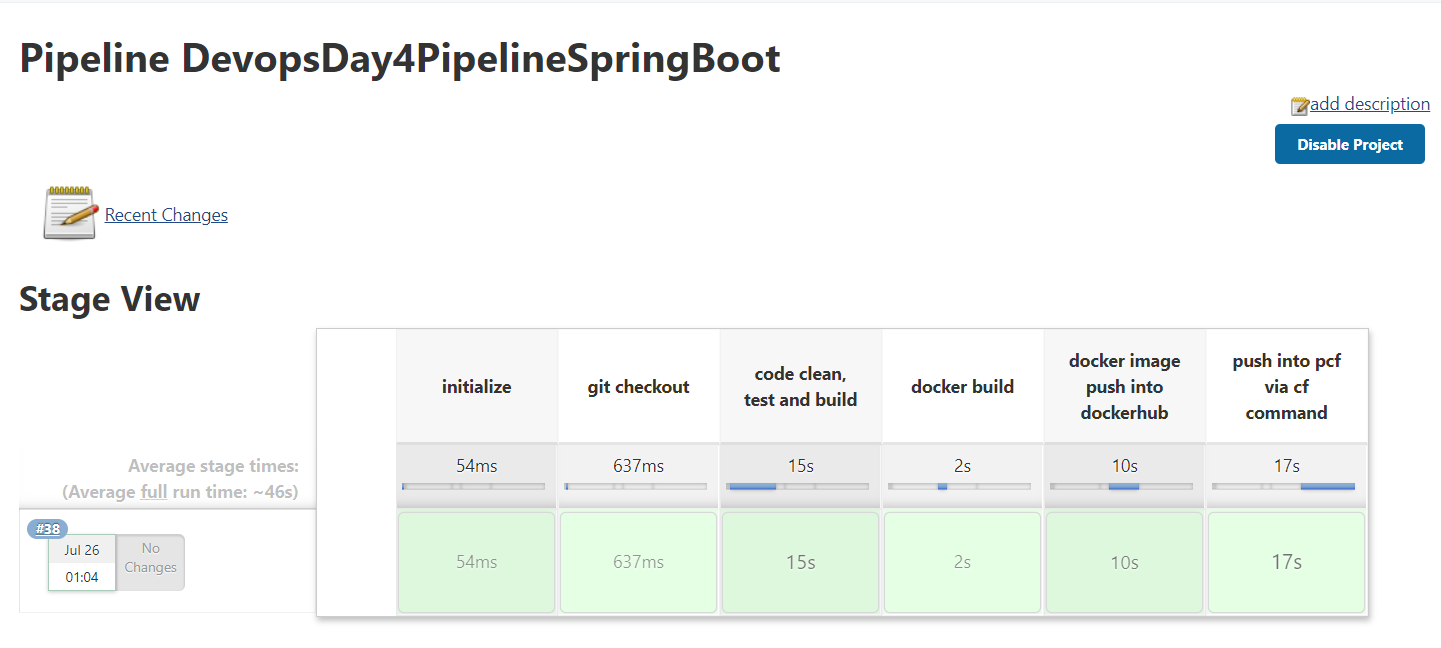 Pipeline DevopsDay4PipelineSpringBoot
add description
Disable Project
Recent Changes
Stage View
initialize
git checkout
code clean,
test and build
docker build
docker image
push into
dockerhub
push into pcf
via cf
command
Average stage times:
(Average full run time: ~46s)
54ms
637ms
15s
2s
10s
17s
#38
Jul 26
01:04
No
Changes
54ms
637ms
15s
2s
10s
17s